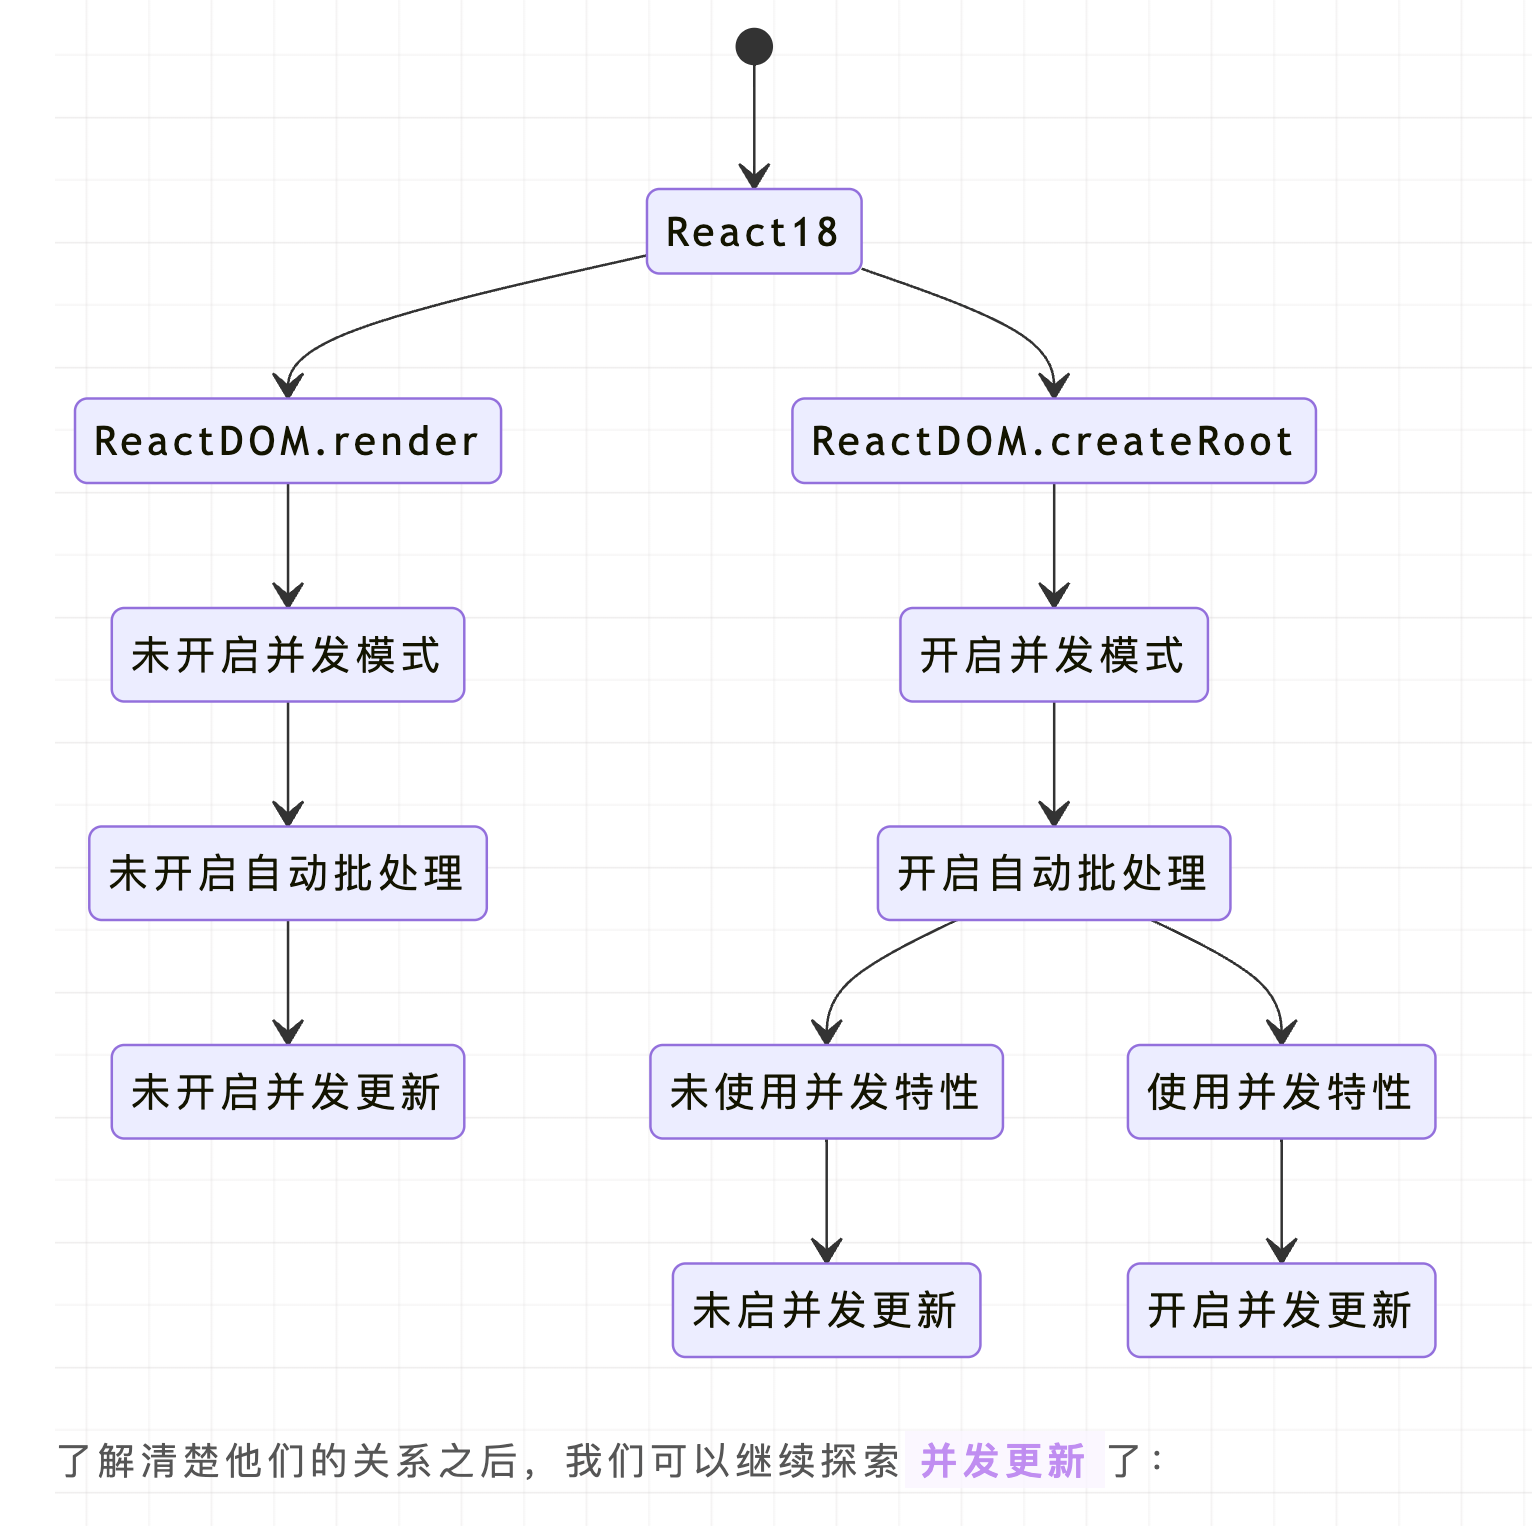 React18
ReactDOM.render
ReactDOM.createRoot
未开启并发模式
开启并发模式
未开启自动批处理
开启自动批处理
未开启并发更新
未使用并发特性
使用并发特性
未启并发更新
开启并发更新
了解清楚他们的关系之后，我们可以继续探索 并发更新 了：